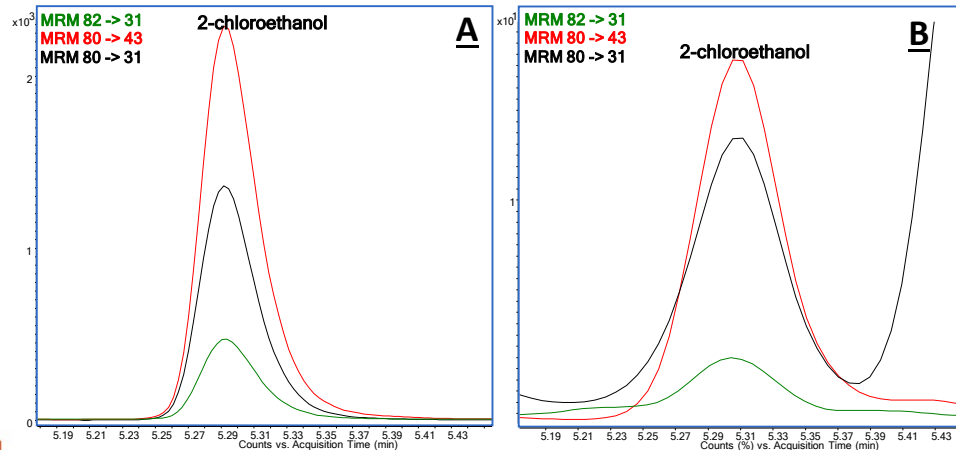 x10³
MRM 82 -> 31
MRM 80 -> 43
MRM 80 -> 31
2-chloroethanol
A
2
1
0
5.19 5.21 5.23 5.25 5.27 5.29 5.31 5.33 5.35 5.37 5.39 5.41 5.43
Counts vs. Acquisition Time (min)
x10¹
MRM 82 -> 31
MRM 80 -> 43
MRM 80 -> 31
2-chloroethanol
B
1
5.19 5.21 5.23 5.25 5.27 5.29 5.31 5.33 5.35 5.37 5.39 5.41 5.43
Counts (%) vs. Acquisition Time (min)